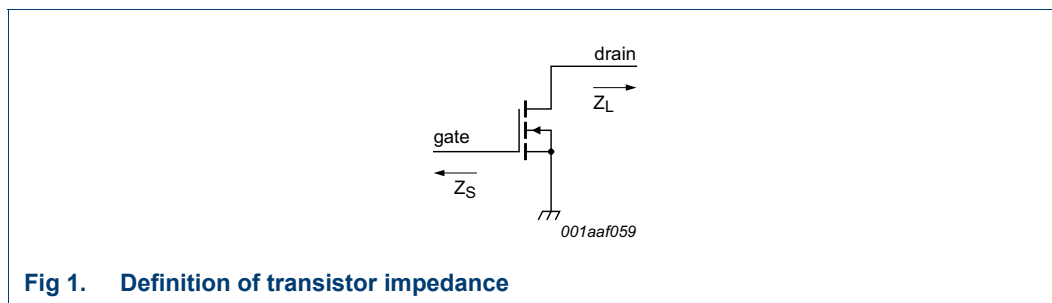 drain
Z_L
gate
Z_S
001aaf059
Fig 1. Definition of transistor impedance